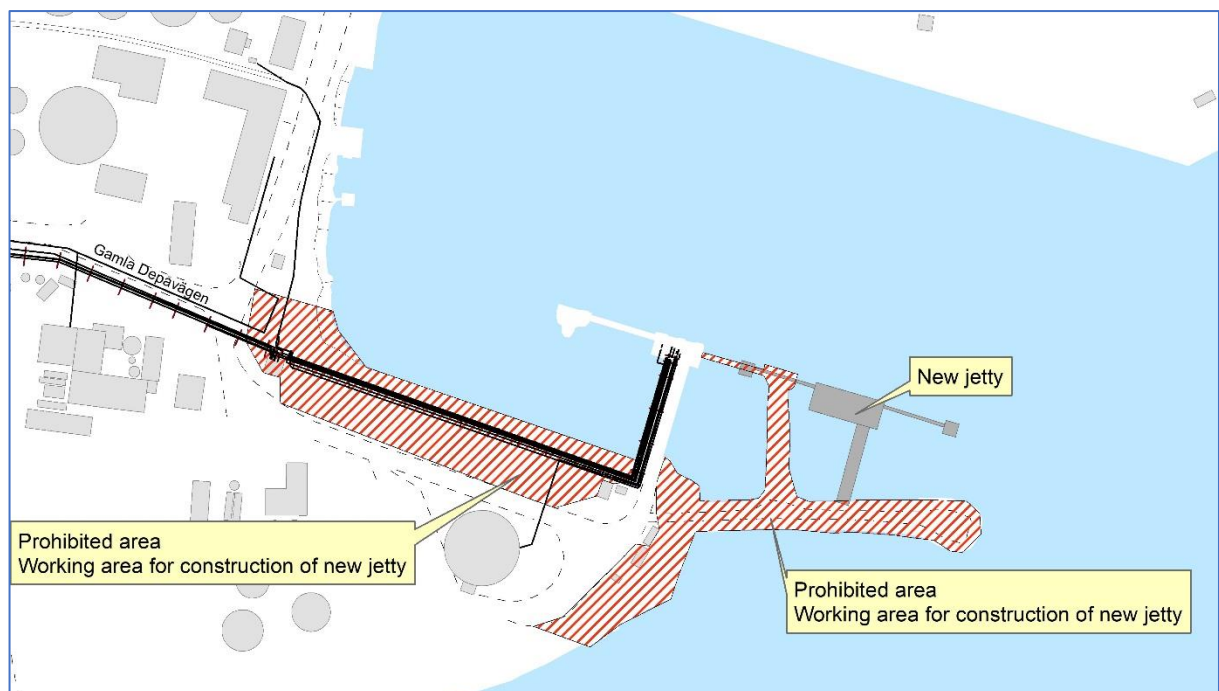 Gamla Depåvägen
New jetty
Prohibited area
Working area for construction of new jetty
Prohibited area
Working area for construction of new jetty